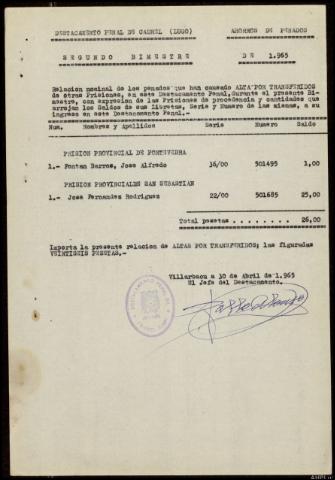 DESTACAMENTO PENAL DE CAUREL (LUGO) AHORROS DE PENADOS
SEGUNDO BIMESTRE DE 1.965
Relacion nominal de los penados que han causado ALTA POR TRANSFERIDOS
de otras Prisiones, en este Destacamento Penal, durante el presente Bi-
mestre, con expresion de las Prisiones de procedencia y cantidades que
arrojan los Saldos de sus libretas, Serie y Numero de las mismas, a su
ingreso en este Destacamento Penal.-
Num. Nombres y Apellidos Serie Numero Saldo
PRISION PROVINCIAL DE PONTEVEDRA
1.- Fontan Barros, Jose Alfredo 36/00 501495 1,00
PRISION PROVINCIALES SAN SEBASTIAN
1.- Jose Fernandez Rodriguez 22/00 501685 25,00
Total pesetas 26,00
Importa la presente relacion de ALTAS POR TRANSFERIDOS; las figuradas
VEINTISEIS PESETAS,-
Villarbacu a 30 de Abril de 1.965
El Jefe del Destacamento.